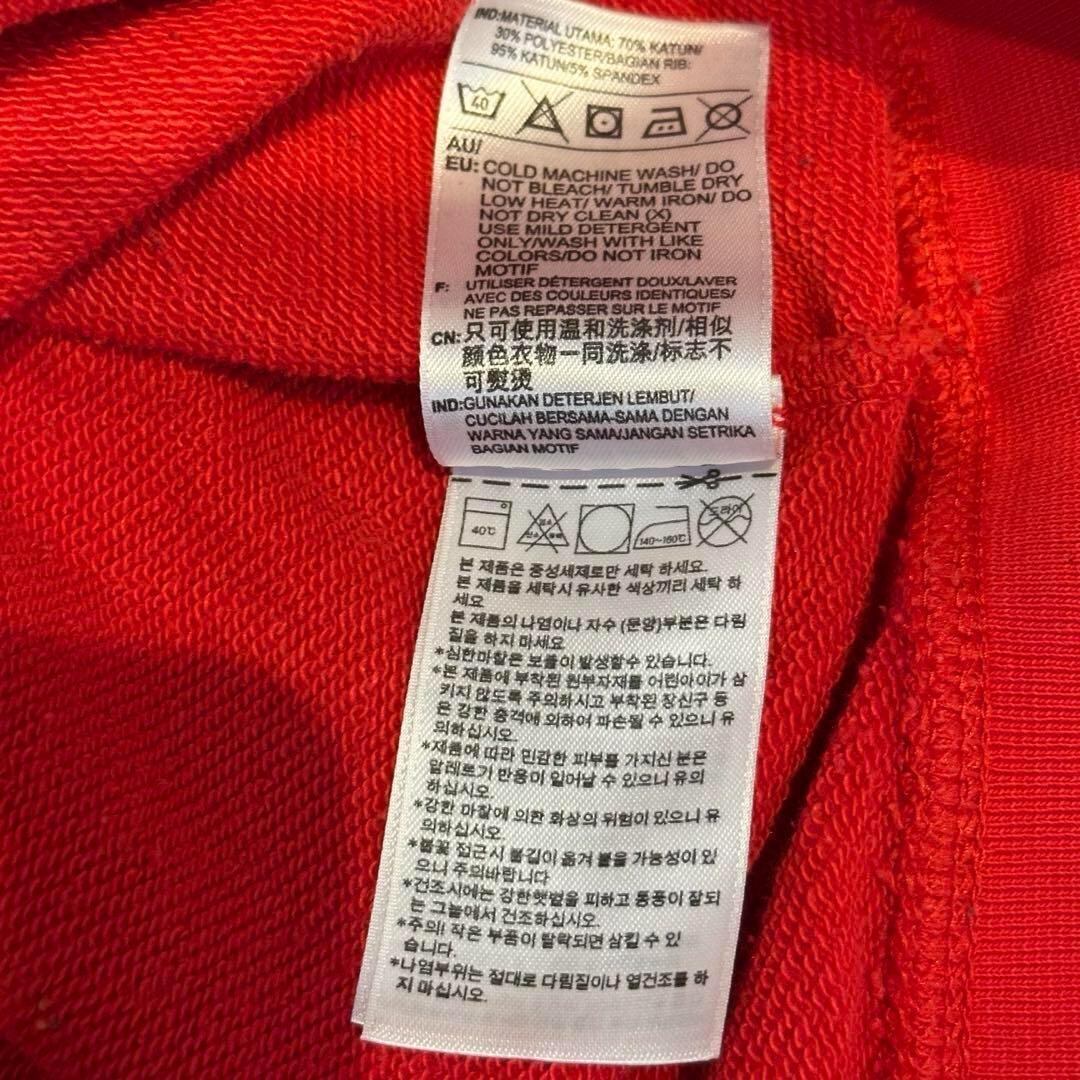 IND:MATERIAL UTAMA: 70% KATUN/
30% POLYESTER/BAGIAN RIB:
95% KATUN/5% SPANDEX
40
AU/
EU: COLD MACHINE WASH/ DO
NOT BLEACH/ TUMBLE DRY
LOW HEAT/ WARM IRON/ DO
NOT DRY CLEAN (X)
USE MILD DETERGENT
ONLY/WASH WITH LIKE
COLORS/DO NOT IRON
MOTIF
F: UTILISER DÉTERGENT DOUX/LAVER
AVEC DES COULEURS IDENTIQUES/
NE PAS REPASSER SUR LE MOTIF
CN: 只可使用温和洗涤剂/相似
颜色衣物一同洗涤/标志不
可熨烫
IND:GUNAKAN DETERJEN LEMBUT/
CUCILAH BERSAMA-SAMA DENGAN
WARNA YANG SAMA/JANGAN SETRIKA
BAGIAN MOTIF
40℃ 140~160℃ 드라이
본 제품은 중성세제로만 세탁 하세요.
본 제품을 세탁시 유사한 색상끼리 세탁 하
세요
본 제품의 나염이나 자수 (문양)부분은 다림
질을 하지 마세요
*심한마찰은 보풀이 발생할수 있습니다.
*본 제품에 부착된 원부자재를 어린아이가 삼
키지 않도록 주의하시고 부착된 장신구 등
은 강한 충격에 의하여 파손될 수 있으니 유
의하십시오.
*제품에 따라 민감한 피부를 가지신 분은
알레르기 반응이 일어날 수 있으니 유의
하십시오.
*강한 마찰에 의한 화상의 위험이 있으니 유
의하십시오.
*불꽃 접근시 불길이 옮겨 붙을 가능성이 있
으니 주의바랍니다
*건조시에는 강한햇볕을 피하고 통풍이 잘되
는 그늘에서 건조하십시오.
*주의! 작은 부품이 탈락되면 삼킬 수 있
습니다.
*나염부위는 절대로 다림질이나 열건조를 하
지 마십시오.